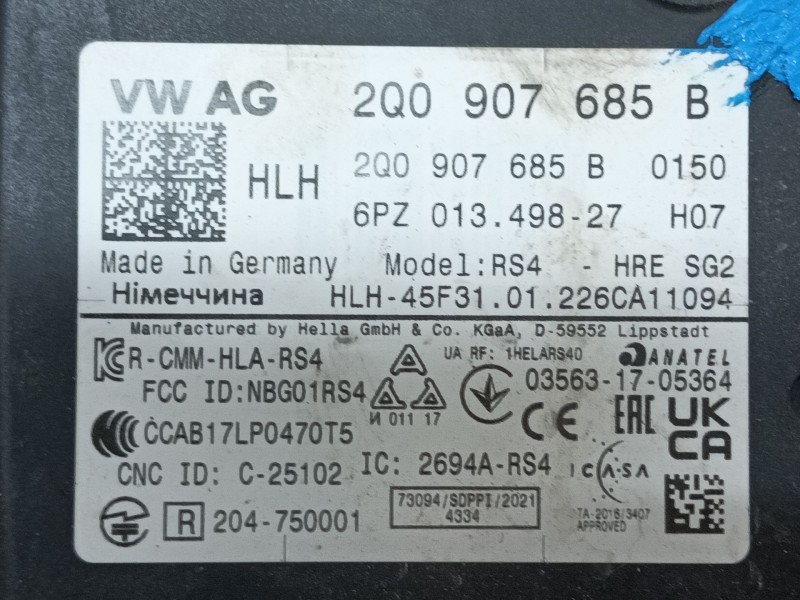 VW AG 2Q0 907 685 B
HLH 2Q0 907 685 B 0150
6PZ 013.498-27 H07
Made in Germany Model:RS4 - HRE SG2
Німеччина HLH-45F31.01.226CA11094
Manufactured by Hella GmbH & Co. KGaA, D-59552 Lippstadt
R-CMM-HLA-RS4 UA RF: 1HELARS40 ANATEL
FCC ID:NBG01RS4 03563-17-05364
И 011 17 CE EAC UK
CCAB17LP0470T5 CA
CNC ID: C-25102 IC: 2694A-RS4 ICASA
R 204-750001 73094/SDPPI/2021
4334
TA-2016/3407
APPROVED